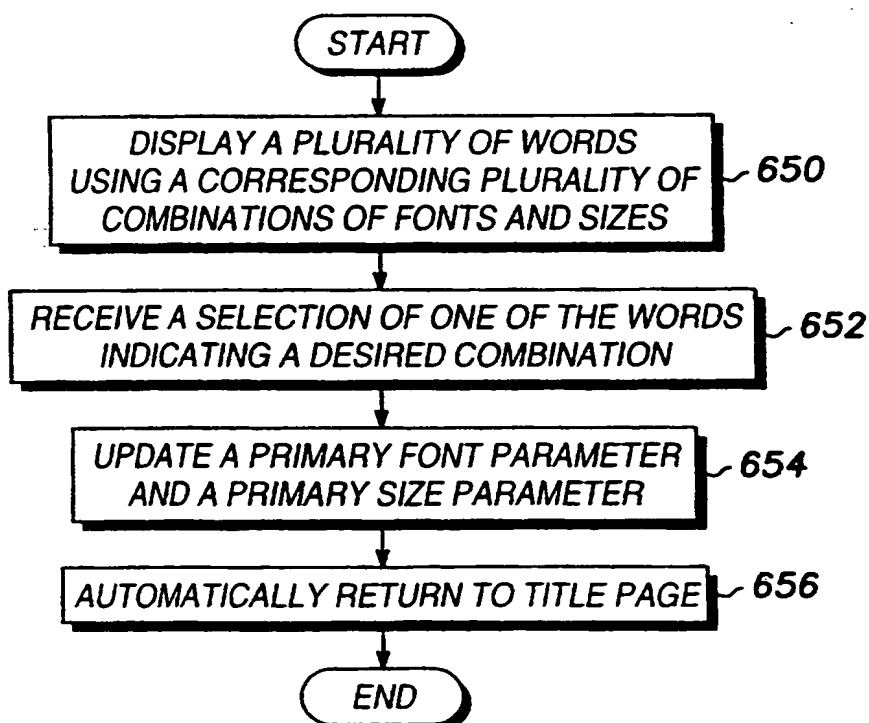 START
DISPLAY A PLURALITY OF WORDS
USING A CORRESPONDING PLURALITY OF
COMBINATIONS OF FONTS AND SIZES
650
RECEIVE A SELECTION OF ONE OF THE WORDS
INDICATING A DESIRED COMBINATION
652
UPDATE A PRIMARY FONT PARAMETER
AND A PRIMARY SIZE PARAMETER
654
AUTOMATICALLY RETURN TO TITLE PAGE
656
END